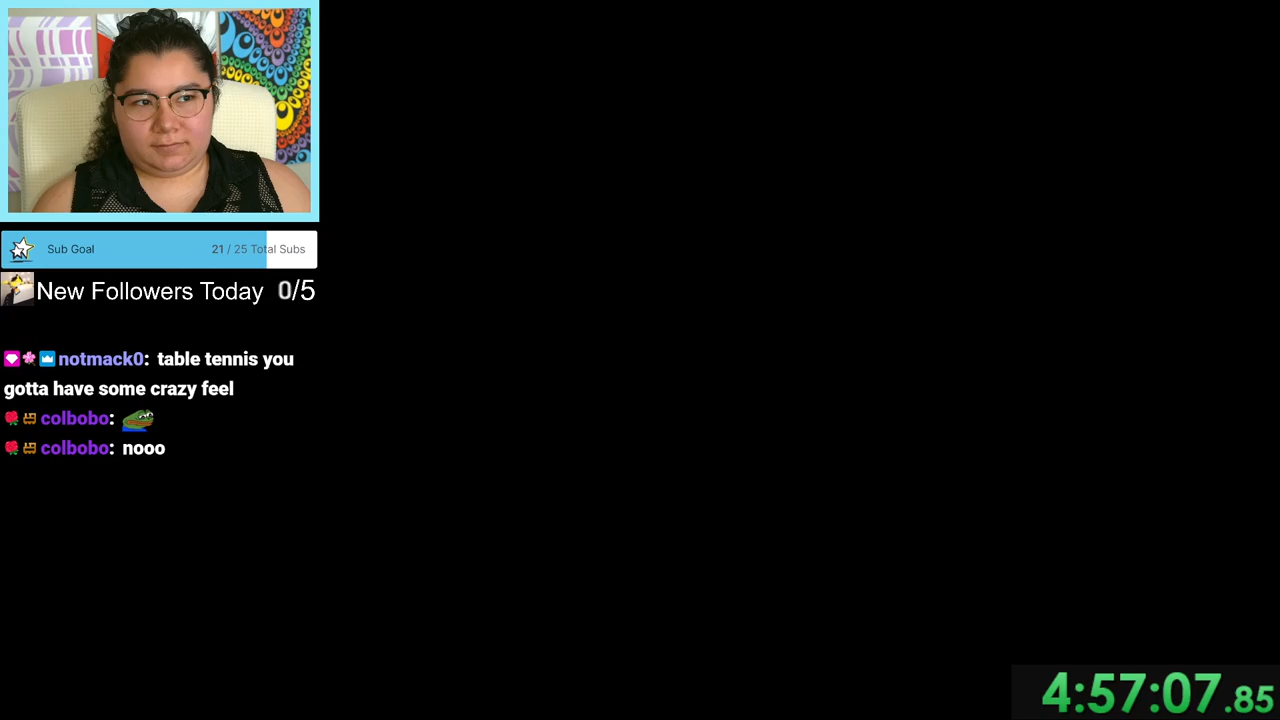 Sub Goal 21 / 25 Total Subs
New Followers Today 0/5
notmack0: table tennis you
gotta have some crazy feel
colbobo:
colbobo: nooo
4:57:07.85